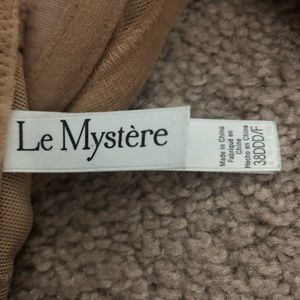 Le Mystère
Made in China
Fabriqué en
Chine
Hecho en China
38DDD/F